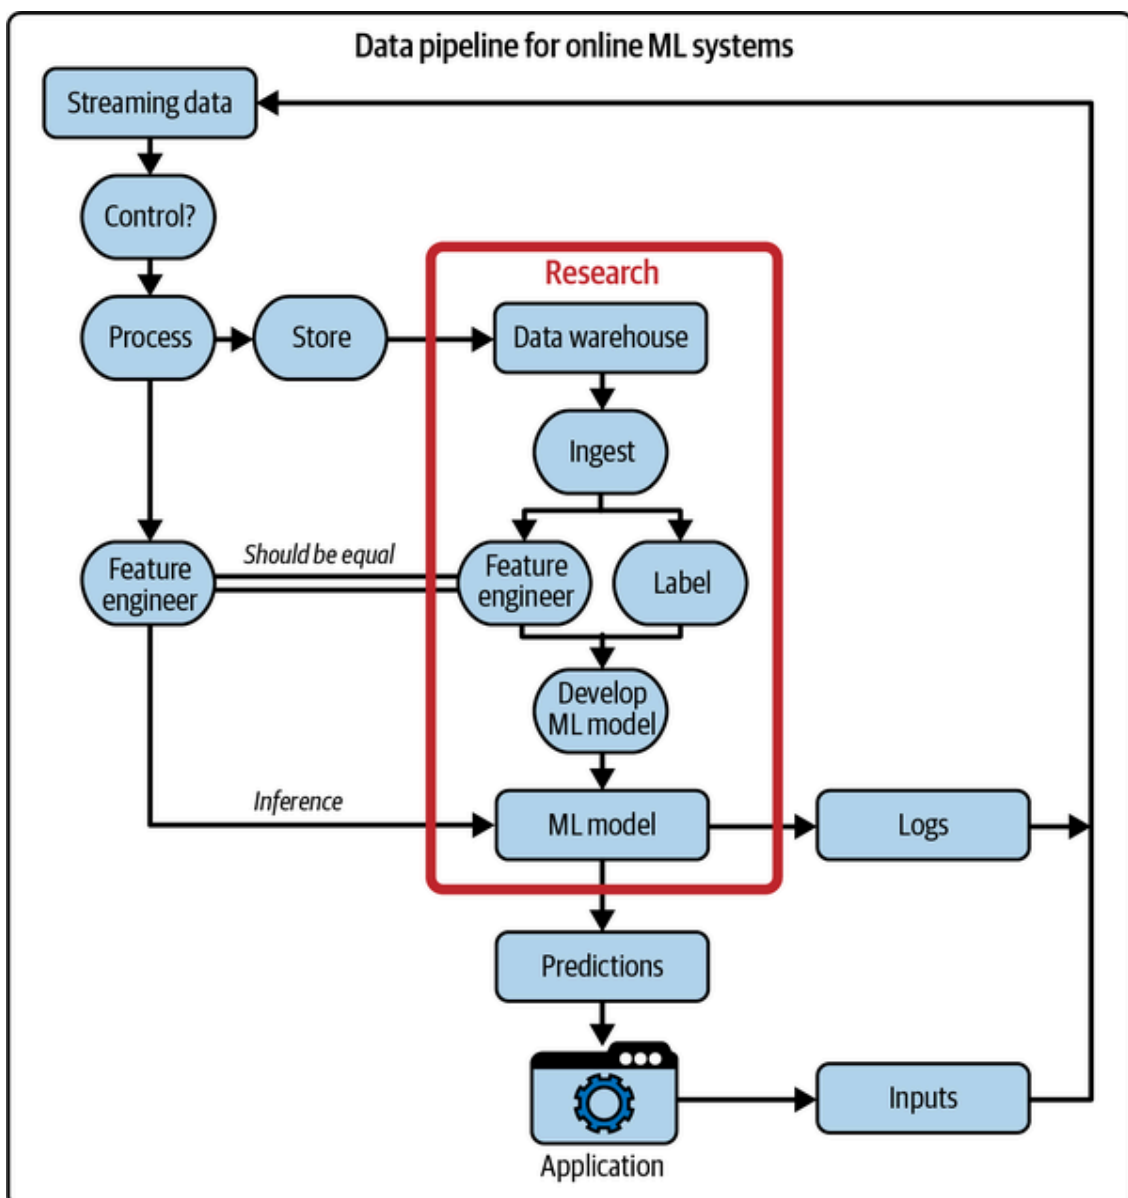 Data pipeline for online ML systems
Streaming data
Control?
Research
Process
Store
Data warehouse
Ingest
Should be equal
Feature
engineer
Feature
engineer
Label
Develop
ML model
Inference
ML model
Logs
Predictions
Inputs
Application